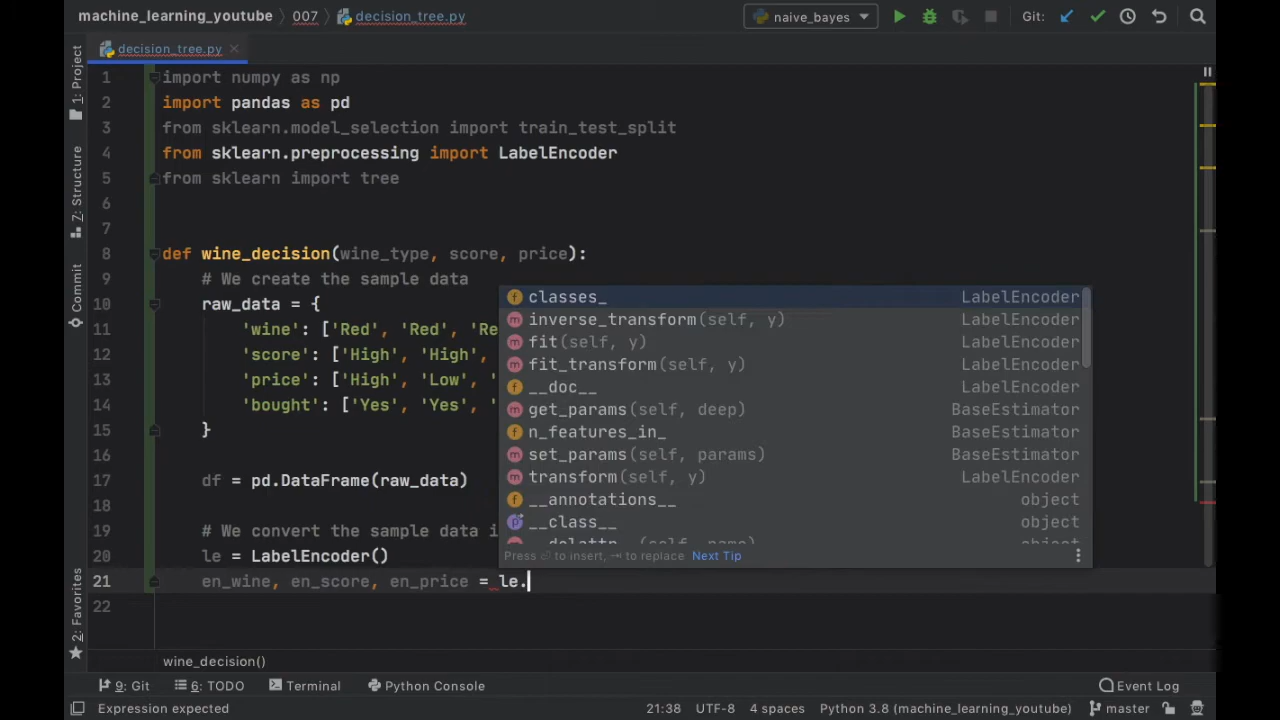 machine_learning_youtube 007 decision_tree.py naive_bayes Git:
decision_tree.py
1: Project
7: Structure
Commit
2: Favorites
1 import numpy as np
2 import pandas as pd
3 from sklearn.model_selection import train_test_split
4 from sklearn.preprocessing import LabelEncoder
5 from sklearn import tree
6
7
8 def wine_decision(wine_type, score, price):
9 # We create the sample data
10 raw_data = {
11 'wine': ['Red', 'Red', 'Re
12 'score': ['High', 'High',
13 'price': ['High', 'Low', '
14 'bought': ['Yes', 'Yes', '
15 }
16
17 df = pd.DataFrame(raw_data)
18
19 # We convert the sample data i
20 le = LabelEncoder()
21 en_wine, en_score, en_price = le.
22
classes_ LabelEncoder
inverse_transform(self, y) LabelEncoder
fit(self, y) LabelEncoder
fit_transform(self, y) LabelEncoder
__doc__ LabelEncoder
get_params(self, deep) BaseEstimator
n_features_in_ BaseEstimator
set_params(self, params) BaseEstimator
transform(self, y) LabelEncoder
__annotations__ object
__class__ object
__delattr__(self, name) object
Press ⏎ to insert, ⇥ to replace Next Tip
wine_decision()
9: Git 6: TODO Terminal Python Console Event Log
Expression expected 21:38 UTF-8 4 spaces Python 3.8 (machine_learning_youtube) master